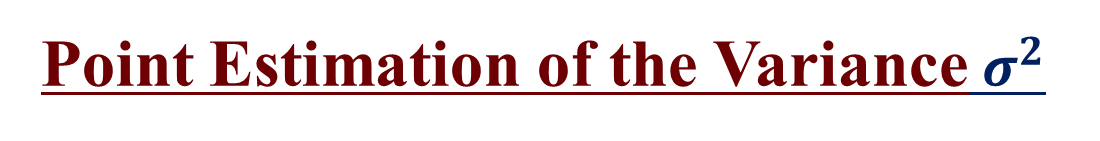 Point Estimation of the Variance σ²